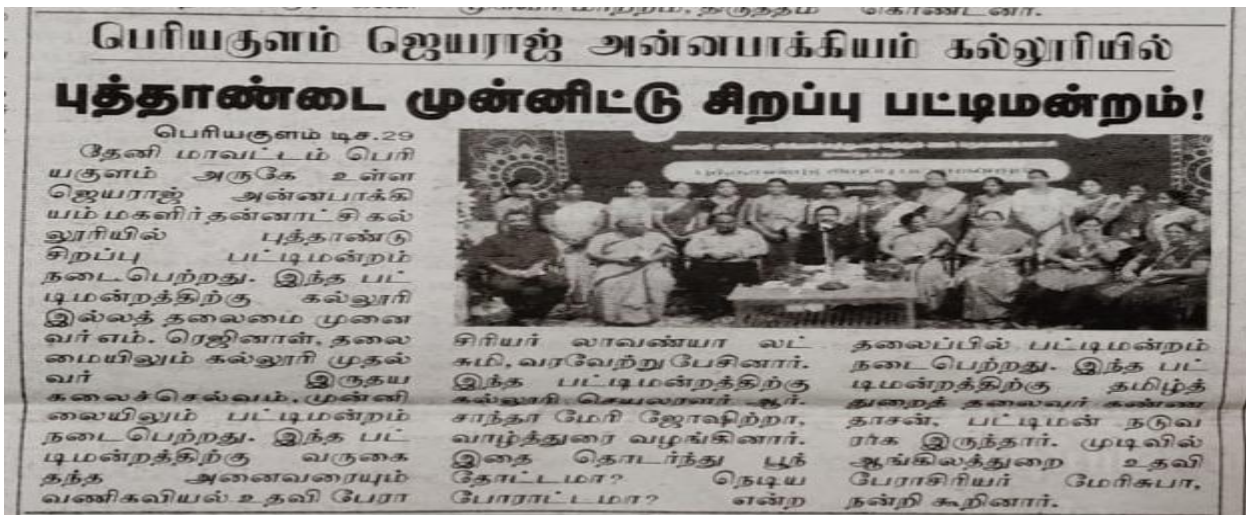 பெரியகுளம் ஜெயராஜ் அன்னபாக்கியம் கல்லூரியில்
புத்தாண்டை முன்னிட்டு சிறப்பு பட்டிமன்றம்!
பெரியகுளம் டிச.29
தேனி மாவட்டம் பெரி
யகுளம் அருகே உள்ள
ஜெயராஜ் அன்னபாக்கி
யம் மகளிர் தன்னாட்சி கல்
லூரியில் புத்தாண்டு
சிறப்பு பட்டிமன்றம்
நடைபெற்றது. இந்த பட்
டிமன்றத்திற்கு கல்லூரி
இல்லத் தலைமை முனை
வர் எம். ரெஜினாள், தலை
மையிலும் கல்லூரி முதல்
வர் இருதய
கலைச்செல்வம், முன்னி
லையிலும் பட்டிமன்றம்
நடைபெற்றது. இந்த பட்
டிமன்றத்திற்கு வருகை
தந்த அனைவரையும்
வணிகவியல் உதவி பேரா
சிரியர் லாவண்யா லட்
சுமி, வரவேற்று பேசினார்.
இந்த பட்டிமன்றத்திற்கு
கல்லூரி செயலாளர் ஆர்.
சாந்தா மேரி ஜோஷிற்றா,
வாழ்த்துரை வழங்கினார்.
இதை தொடர்ந்து பூந்
தோட்டமா? நெடிய
போராட்டமா? என்ற
தலைப்பில் பட்டிமன்றம்
நடைபெற்றது. இந்த பட்
டிமன்றத்திற்கு தமிழ்த்
துறைத் தலைவர் கண்ண
தாசன், பட்டிமன் நடுவ
ரர்க இருந்தார். முடிவில்
ஆங்கிலத்துறை உதவி
பேராசிரியர் மேரிசுபா,
நன்றி கூறினார்.